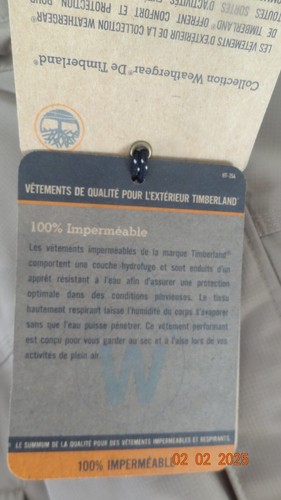 Collection Weathergear® De Timberland®
LES VÊTEMENTS D'EXTÉRIEUR DE LA COLLECTION WEATHERGEAR®
DE TIMBERLAND® OFFRENT CONFORT ET PROTECTION POUR
TOUTES SORTES D'ACTIVITÉS
VÊTEMENTS DE QUALITÉ POUR L'EXTÉRIEUR TIMBERLAND®
100% Imperméable
Les vêtements imperméables de la marque Timberland®
comportent une couche hydrofuge et sont enduits d'un
apprêt résistant à l'eau afin d'assurer une protection
optimale dans des conditions pluvieuses. Le tissu
hautement respirant laisse l'humidité du corps s'évaporer
sans que l'eau puisse pénétrer. Ce vêtement performant
est conçu pour vous garder au sec et à l'aise lors de vos
activités de plein air.
W
LE SUMMUM DE LA QUALITÉ POUR DES VÊTEMENTS IMPERMÉABLES ET RESPIRANTS.
100% IMPERMÉABLE
02 02 2025